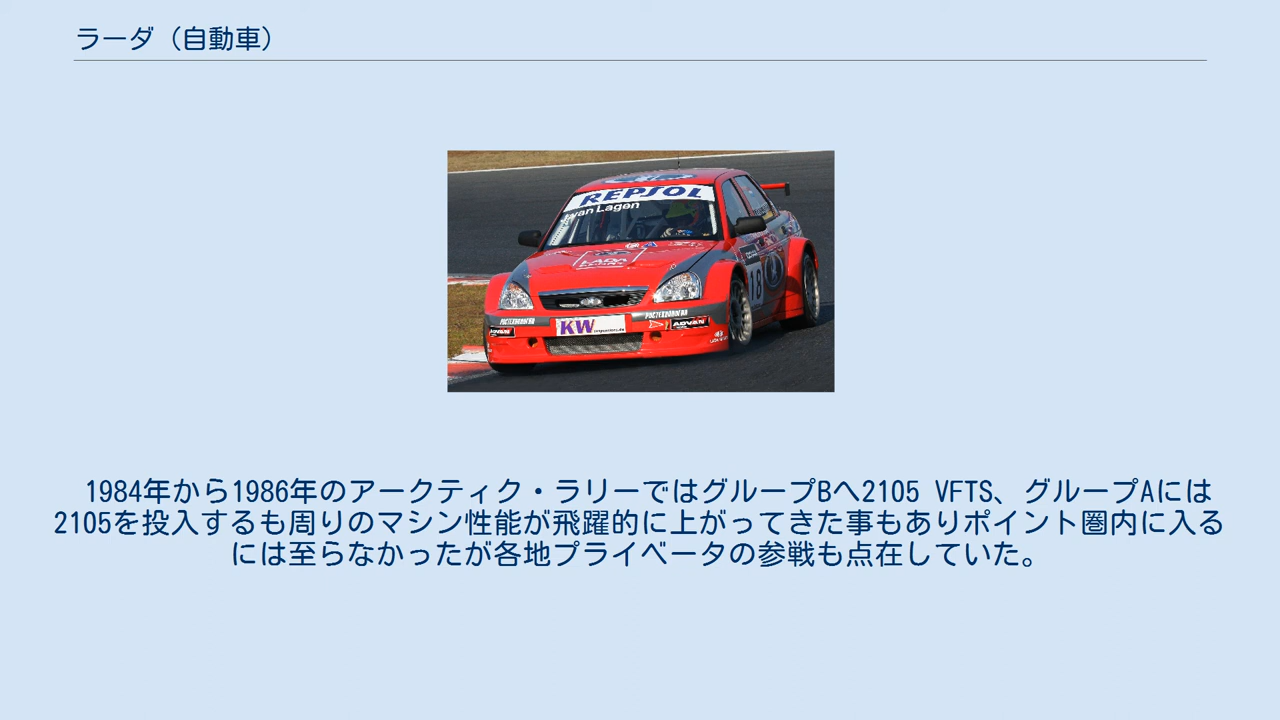 ラーダ（自動車）
REPSOL
van Lagen
LADA
18
KW
ADVAN
1984年から1986年のアークティク・ラリーではグループBへ2105 VFTS、グループAには
2105を投入するも周りのマシン性能が飛躍的に上がってきた事もありポイント圏内に入る
には至らなかったが各地プライベータの参戦も点在していた。